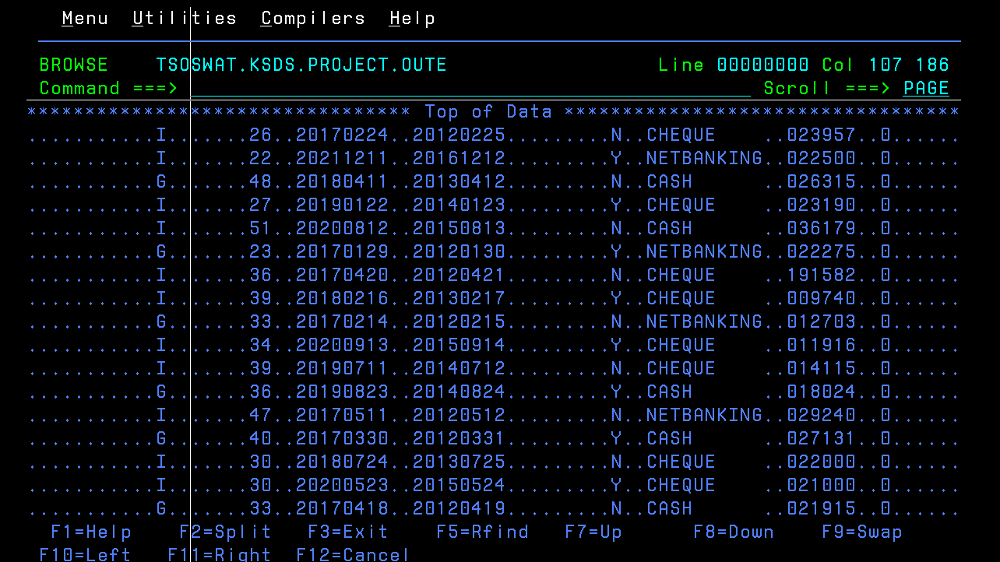 Menu  Utilities  Compilers  Help
BROWSE    TSOSWAT.KSDS.PROJECT.OUTE                  Line 00000000 Col 107 186
Command ===>                                                  Scroll ===> PAGE
********************************* Top of Data **********************************
...........I.......26..20170224..20120225.........N..CHEQUE    ..023957..0......
...........I.......22..20211211..20161212.........Y..NETBANKING..022500..0......
...........G.......48..20180411..20130412.........N..CASH      ..026315..0......
...........I.......27..20190122..20140123.........Y..CHEQUE    ..023190..0......
...........I.......51..20200812..20150813.........N..CASH      ..036179..0......
...........G.......23..20170129..20120130.........Y..NETBANKING..022275..0......
...........I.......36..20170420..20120421.........N..CHEQUE    ..191582..0......
...........I.......39..20180216..20130217.........Y..CHEQUE    ..009740..0......
...........G.......33..20170214..20120215.........N..NETBANKING..012703..0......
...........I.......34..20200913..20150914.........Y..CHEQUE    ..011916..0......
...........I.......39..20190711..20140712.........N..CHEQUE    ..014115..0......
...........G.......36..20190823..20140824.........Y..CASH      ..018024..0......
...........I.......47..20170511..20120512.........N..NETBANKING..029240..0......
...........G.......40..20170330..20120331.........Y..CASH      ..027131..0......
...........I.......30..20180724..20130725.........N..CHEQUE    ..022000..0......
...........I.......30..20200523..20150524.........Y..CHEQUE    ..021000..0......
...........G.......33..20170418..20120419.........N..CASH      ..021915..0......
F1=Help    F2=Split   F3=Exit    F5=Rfind   F7=Up      F8=Down    F9=Swap
F10=Left   F11=Right  F12=Cancel